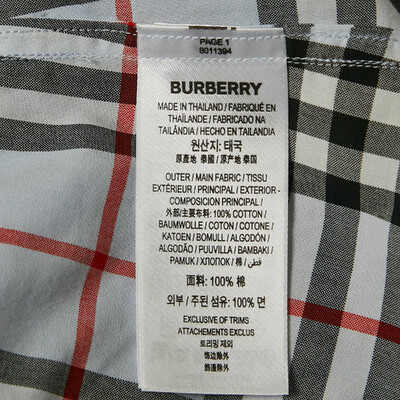 PAGE 1
8011394
BURBERRY
MADE IN THAILAND / FABRIQUÉ EN
THAÏLANDE / FABRICADO NA
TAILÂNDIA / HECHO EN TAILANDIA
원산지: 태국
原產地 泰國 / 原产地 泰国
OUTER / MAIN FABRIC / TISSU
EXTÉRIEUR / PRINCIPAL / EXTERIOR -
COMPOSICIÓN PRINCIPAL /
外部/主要布料: 100% COTTON /
BAUMWOLLE / COTON / COTONE /
KATOEN / BOMULL / ALGODÓN /
ALGODÃO / PUUVILLA / BAMBAKI /
PAMUK / ХЛОПОК / 棉 / قطن /
面料: 100% 棉
외부 / 주된 섬유: 100% 면
EXCLUSIVE OF TRIMS
ATTACHEMENTS EXCLUS
트리밍 제외
饰边除外
飾邊除外